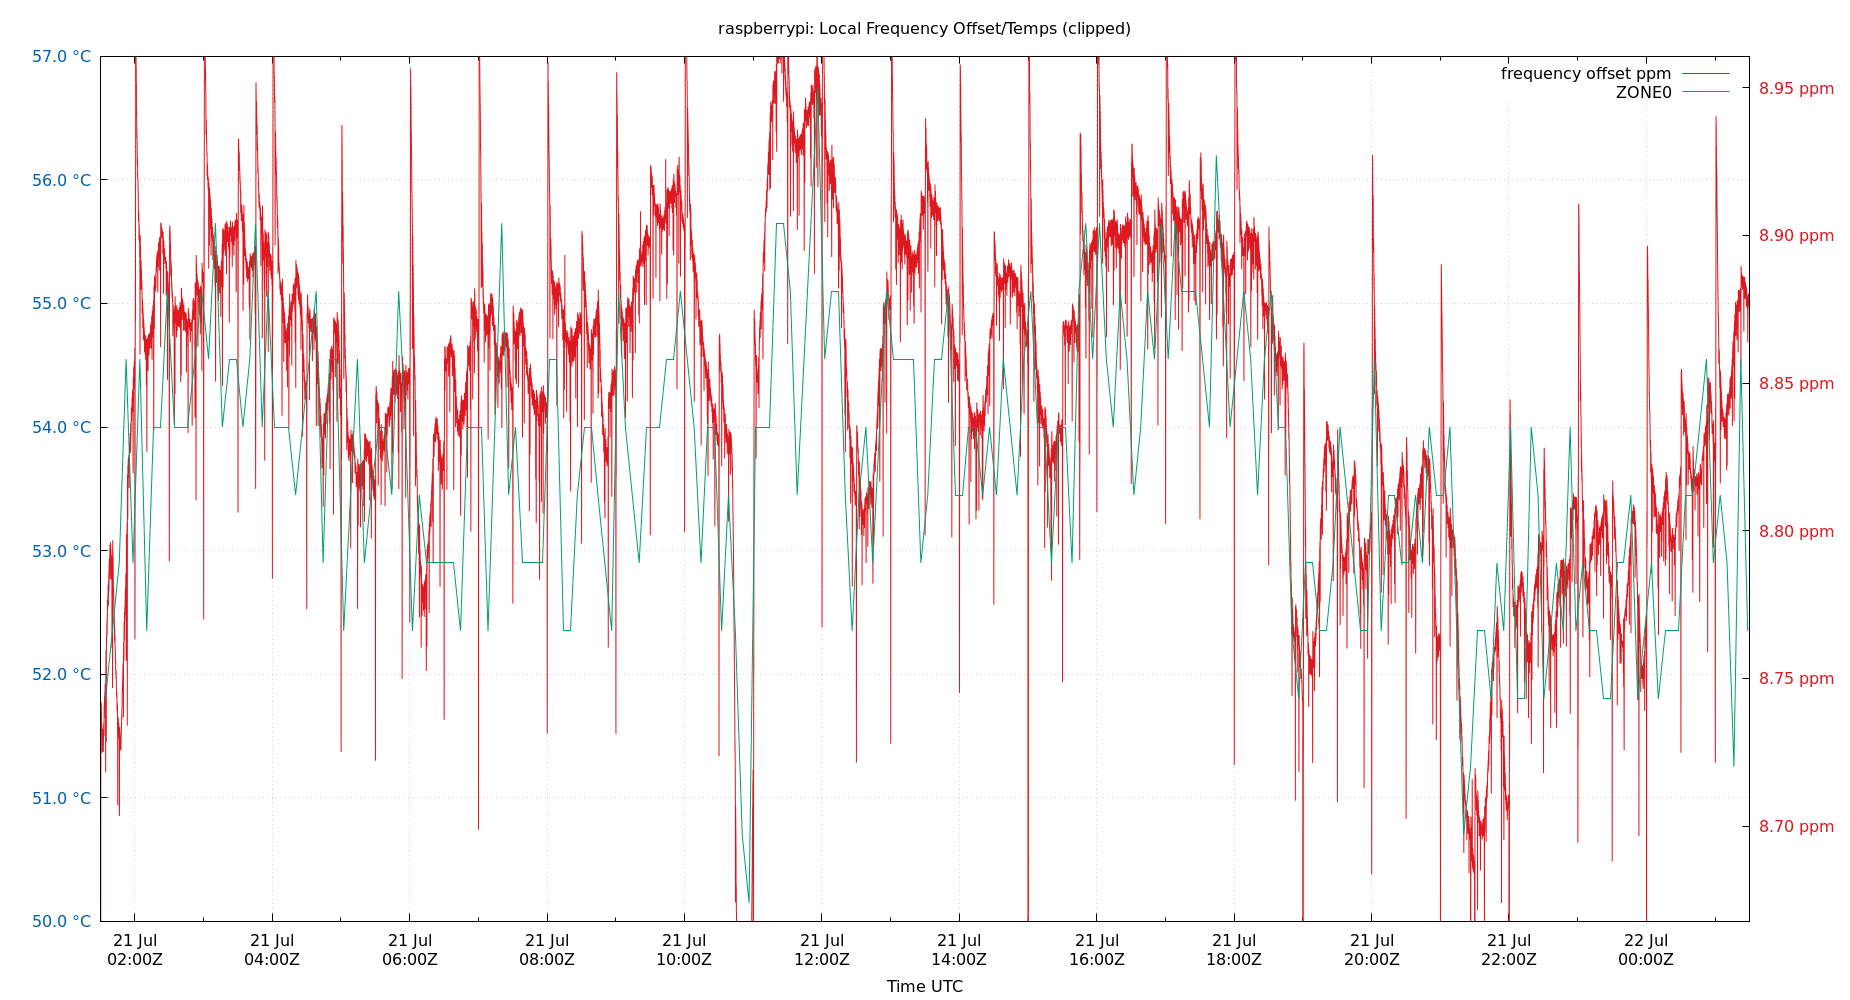 raspberrypi: Local Frequency Offset/Temps (clipped)
frequency offset ppm
ZONE0
57.0 °C
56.0 °C
55.0 °C
54.0 °C
53.0 °C
52.0 °C
51.0 °C
50.0 °C
8.95 ppm
8.90 ppm
8.85 ppm
8.80 ppm
8.75 ppm
8.70 ppm
21 Jul 21 Jul 21 Jul 21 Jul 21 Jul 21 Jul 21 Jul 21 Jul 21 Jul 21 Jul 21 Jul 22 Jul
02:00Z 04:00Z 06:00Z 08:00Z 10:00Z 12:00Z 14:00Z 16:00Z 18:00Z 20:00Z 22:00Z 00:00Z
Time UTC